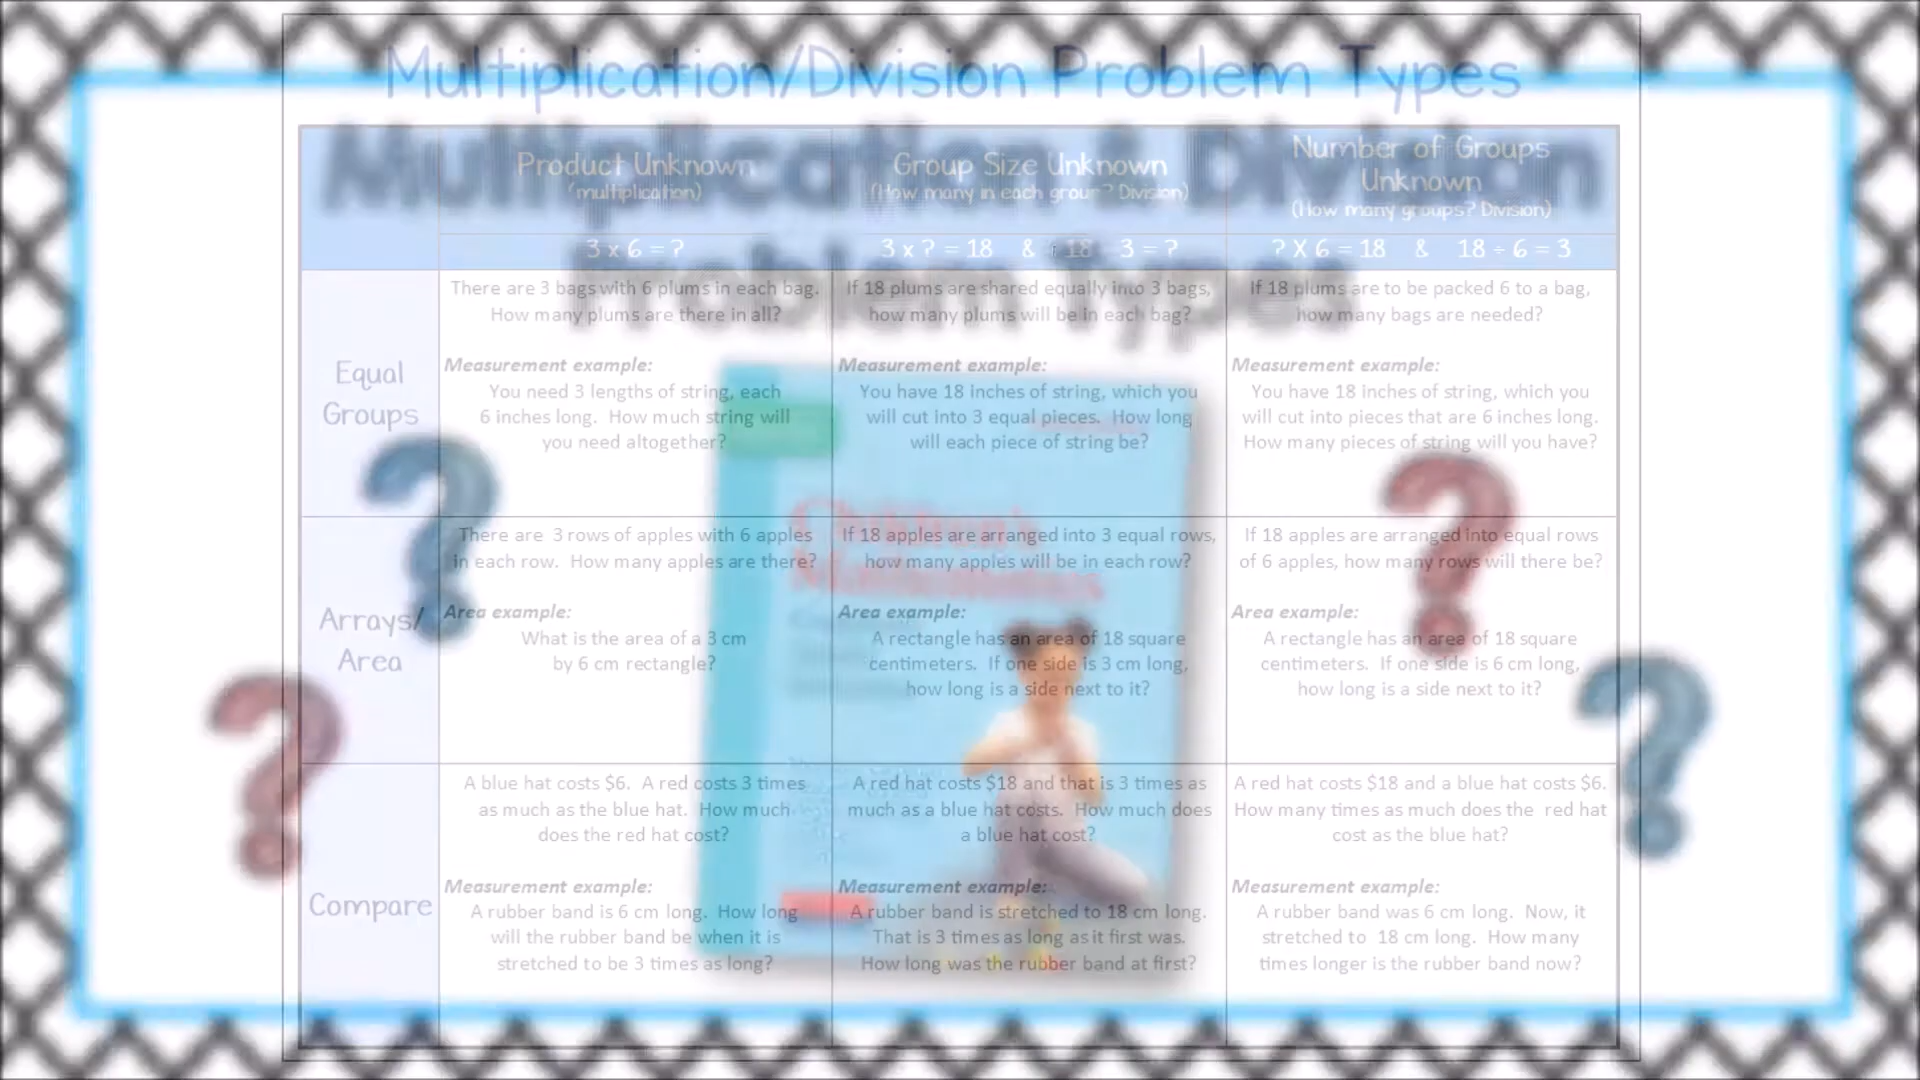 Multiplication/Division Problem Types
Multiplication & Division
Problem Types
Product Unknown
(multiplication)
Group Size Unknown
(How many in each group? Division)
Number of Groups
Unknown
(How many groups? Division)
3 x 6 = ?
3 x ? = 18 & 18 3 = ?
? X 6 = 18 & 18 ÷ 6 = 3
Equal
Groups
There are 3 bags with 6 plums in each bag.
How many plums are there in all?
Measurement example:
You need 3 lengths of string, each
6 inches long. How much string will
you need altogether?
If 18 plums are shared equally into 3 bags,
how many plums will be in each bag?
Measurement example:
You have 18 inches of string, which you
will cut into 3 equal pieces. How long
will each piece of string be?
If 18 plums are to be packed 6 to a bag,
how many bags are needed?
Measurement example:
You have 18 inches of string, which you
will cut into pieces that are 6 inches long.
How many pieces of string will you have?
Arrays/
Area
There are 3 rows of apples with 6 apples
in each row. How many apples are there?
Area example:
What is the area of a 3 cm
by 6 cm rectangle?
If 18 apples are arranged into 3 equal rows,
how many apples will be in each row?
Area example:
A rectangle has an area of 18 square
centimeters. If one side is 3 cm long,
how long is a side next to it?
If 18 apples are arranged into equal rows
of 6 apples, how many rows will there be?
Area example:
A rectangle has an area of 18 square
centimeters. If one side is 6 cm long,
how long is a side next to it?
Compare
A blue hat costs $6. A red costs 3 times
as much as the blue hat. How much
does the red hat cost?
Measurement example:
A rubber band is 6 cm long. How long
will the rubber band be when it is
stretched to be 3 times as long?
A red hat costs $18 and that is 3 times as
much as a blue hat costs. How much does
a blue hat cost?
Measurement example:
A rubber band is stretched to 18 cm long.
That is 3 times as long as it first was.
How long was the rubber band at first?
A red hat costs $18 and a blue hat costs $6.
How many times as much does the red hat
cost as the blue hat?
Measurement example:
A rubber band was 6 cm long. Now, it
stretched to 18 cm long. How many
times longer is the rubber band now?
Children's
Mathematics